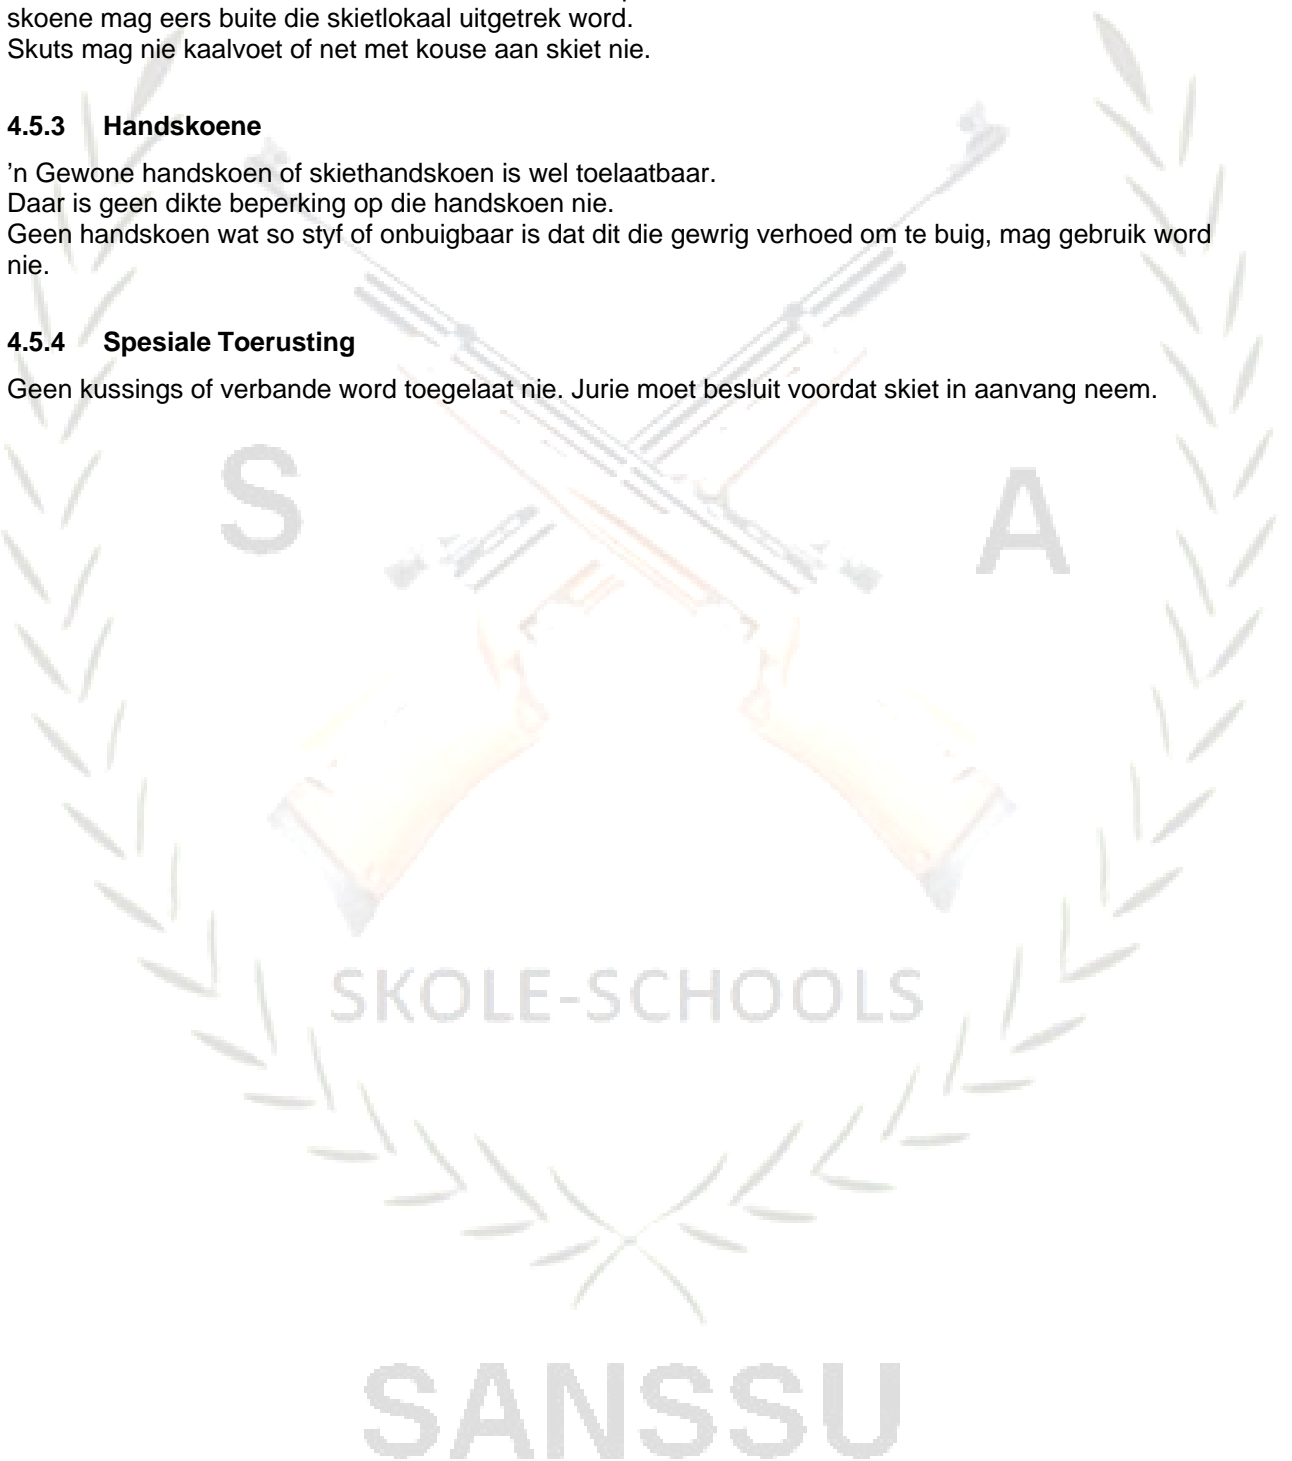 skoene mag eers buite die skietlokaal uitgetrek word.
Skuts mag nie kaalvoet of net met kouse aan skiet nie.
4.5.3 Handskoene
’n Gewone handskoen of skiethandskoen is wel toelaatbaar.
Daar is geen dikte beperking op die handskoen nie.
Geen handskoen wat so styf of onbuigbaar is dat dit die gewrig verhoed om te buig, mag gebruik word
nie.
4.5.4 Spesiale Toerusting
Geen kussings of verbande word toegelaat nie. Jurie moet besluit voordat skiet in aanvang neem.
S A
SKOLE-SCHOOLS
SANSSU